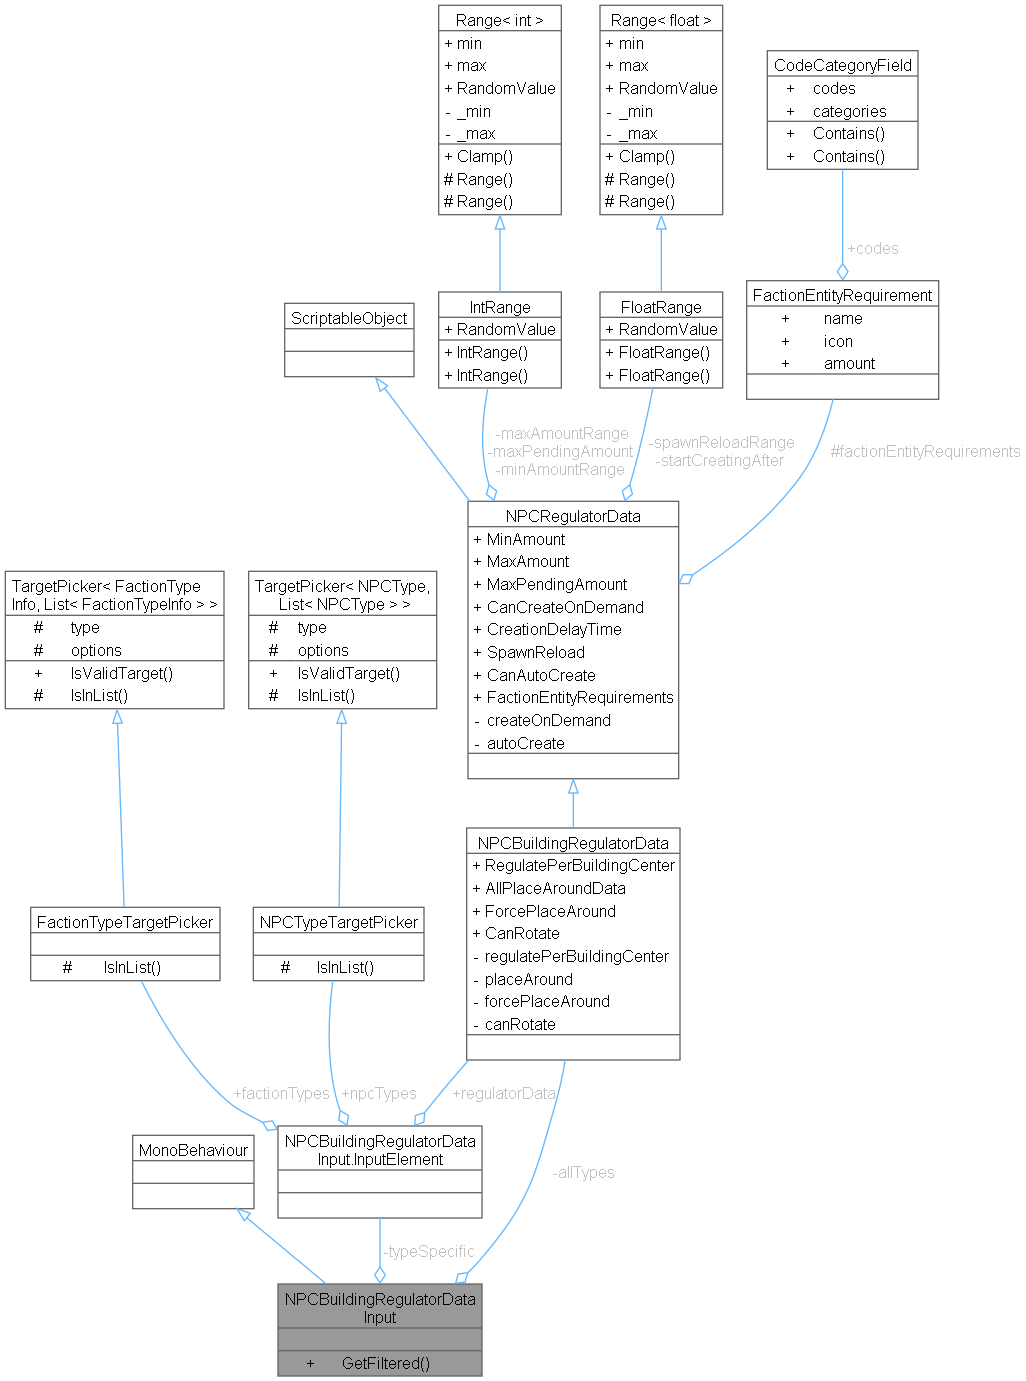 Range< int >
+ min
+ max
+ RandomValue
- _min
- _max
+ Clamp()
# Range()
# Range()
Range< float >
+ min
+ max
+ RandomValue
- _min
- _max
+ Clamp()
# Range()
# Range()
CodeCategoryField
+ codes
+ categories
+ Contains()
+ Contains()
+codes
ScriptableObject
IntRange
+ RandomValue
+ IntRange()
+ IntRange()
FloatRange
+ RandomValue
+ FloatRange()
+ FloatRange()
FactionEntityRequirement
+ name
+ icon
+ amount
-maxAmountRange
-maxPendingAmount
-minAmountRange
-spawnReloadRange
-startCreatingAfter
#factionEntityRequirements
NPCRegulatorData
+ MinAmount
+ MaxAmount
+ MaxPendingAmount
+ CanCreateOnDemand
+ CreationDelayTime
+ SpawnReload
+ CanAutoCreate
+ FactionEntityRequirements
- createOnDemand
- autoCreate
TargetPicker< FactionType
Info, List< FactionTypeInfo > >
# type
# options
+ IsValidTarget()
# IsInList()
TargetPicker< NPCType,
List< NPCType > >
# type
# options
+ IsValidTarget()
# IsInList()
NPCBuildingRegulatorData
+ RegulatePerBuildingCenter
+ AllPlaceAroundData
+ ForcePlaceAround
+ CanRotate
- regulatePerBuildingCenter
- placeAround
- forcePlaceAround
- canRotate
FactionTypeTargetPicker
# IsInList()
NPCTypeTargetPicker
# IsInList()
+factionTypes
+npcTypes
+regulatorData
MonoBehaviour
NPCBuildingRegulatorData
Input.InputElement
-allTypes
-typeSpecific
NPCBuildingRegulatorData
Input
+ GetFiltered()